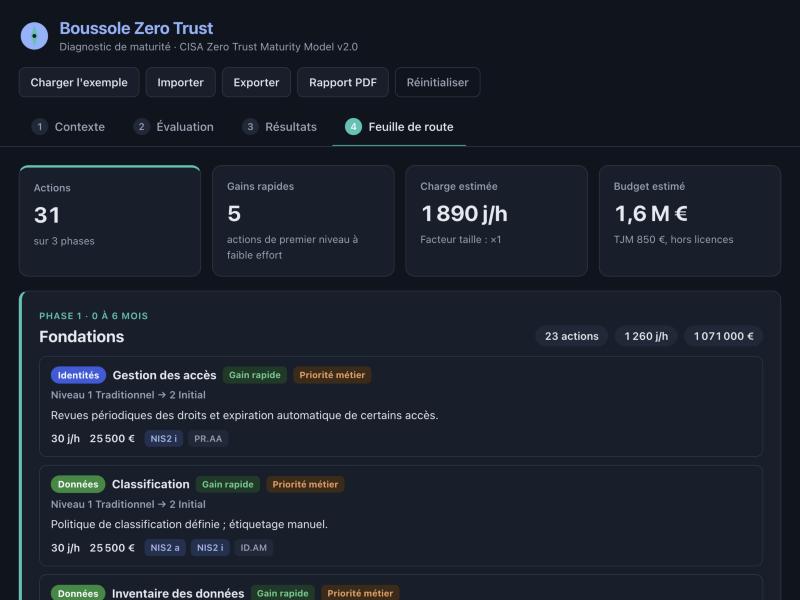 Boussole Zero Trust
Diagnostic de maturité · CISA Zero Trust Maturity Model v2.0
Charger l'exemple Importer Exporter Rapport PDF Réinitialiser
1 Contexte 2 Évaluation 3 Résultats 4 Feuille de route
Actions
31
sur 3 phases
Gains rapides
5
actions de premier niveau à
faible effort
Charge estimée
1 890 j/h
Facteur taille : ×1
Budget estimé
1,6 M €
TJM 850 €, hors licences
PHASE 1 · 0 À 6 MOIS
Fondations
23 actions 1 260 j/h 1 071 000 €
Identités Gestion des accès Gain rapide Priorité métier
Niveau 1 Traditionnel → 2 Initial
Revues périodiques des droits et expiration automatique de certains accès.
30 j/h 25 500 € NIS2 i PR.AA
Données Classification Gain rapide Priorité métier
Niveau 1 Traditionnel → 2 Initial
Politique de classification définie ; étiquetage manuel.
30 j/h 25 500 € NIS2 a NIS2 i ID.AM
Données Inventaire des données Gain rapide Priorité métier